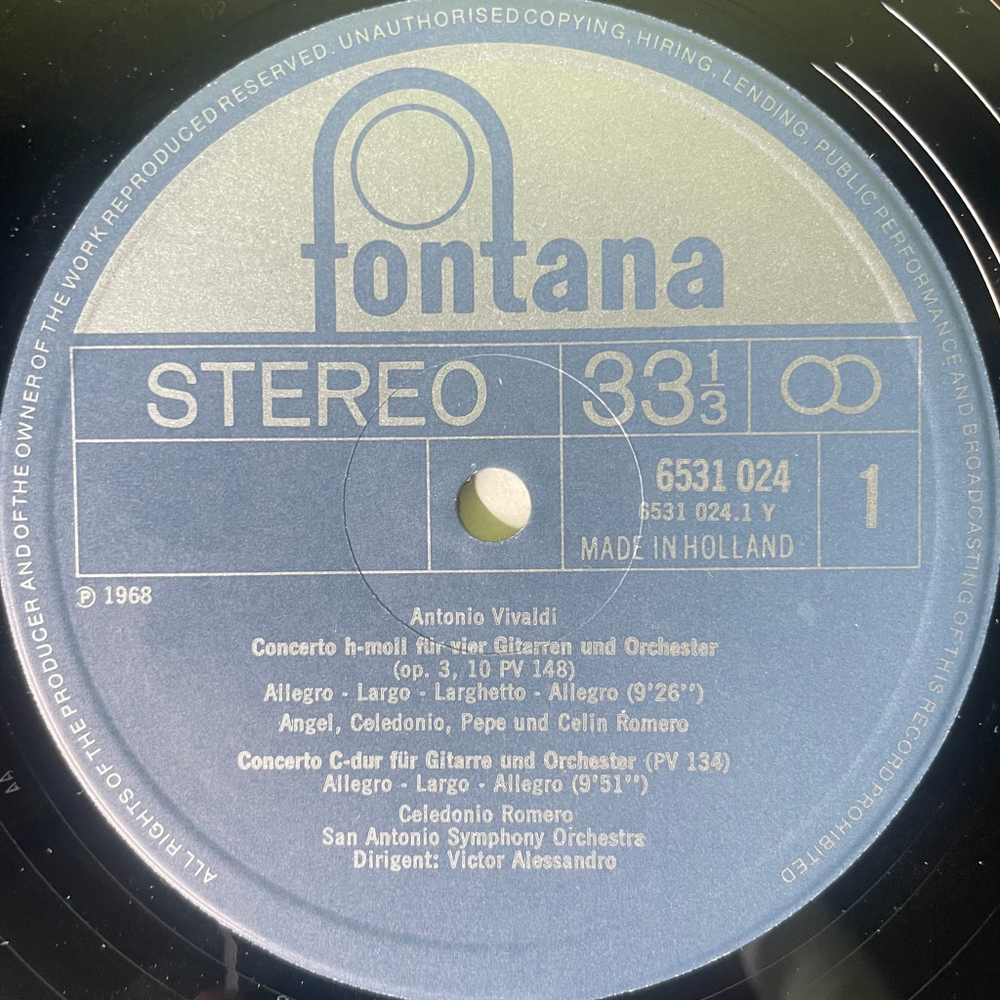 ALL RIGHTS OF THE PRODUCER AND OF THE OWNER OF THE WORK REPRODUCED RESERVED. UNAUTHORISED COPYING, HIRING, LENDING, PUBLIC PERFORMANCE AND BROADCASTING OF THIS RECORD PROHIBITED
fontana
STEREO 33 1/3
6531 024
6531 024.1 Y
1
MADE IN HOLLAND
℗ 1968
Antonio Vivaldi
Concerto h-moll für vier Gitarren und Orchester
(op. 3, 10 PV 148)
Allegro - Largo - Larghetto - Allegro (9'26'')
Angel, Celedonio, Pepe und Celin Romero
Concerto C-dur für Gitarre und Orchester (PV 134)
Allegro - Largo - Allegro (9'51'')
Celedonio Romero
San Antonio Symphony Orchestra
Dirigent: Victor Alessandro
AA